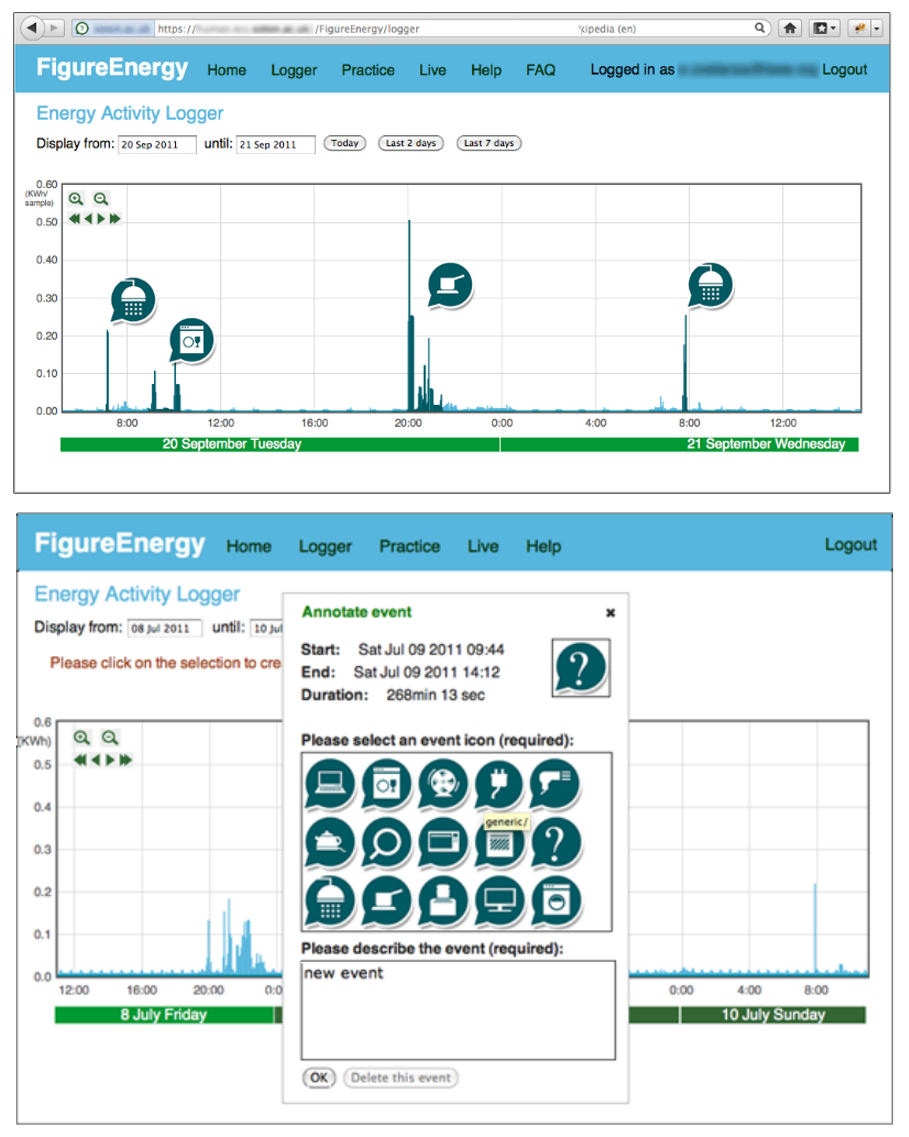 https:// /FigureEnergy/logger (en)
FigureEnergy Home Logger Practice Live Help FAQ Logged in as Logout
Energy Activity Logger
Display from: 20 Sep 2011 until: 21 Sep 2011 Today Last 2 days Last 7 days
0.60
(KWh/
sample)
0.50
0.40
0.30
0.20
0.10
0.00
8:00 12:00 16:00 20:00 0:00 4:00 8:00 12:00
20 September Tuesday 21 September Wednesday
FigureEnergy Home Logger Practice Live Help Logout
Energy Activity Logger
Display from: 08 Jul 2011 until: 10 Jul
Please click on the selection to cre
Annotate event
Start: Sat Jul 09 2011 09:44
End: Sat Jul 09 2011 14:12
Duration: 268min 13 sec
?
Please select an event icon (required):
generic/
?
Please describe the event (required):
new event
OK Delete this event
0.6
(KWh)
0.5
0.4
0.3
0.2
0.1
0.0
12:00 16:00 20:00 0:0 0:00 4:00 8:00
8 July Friday 10 July Sunday